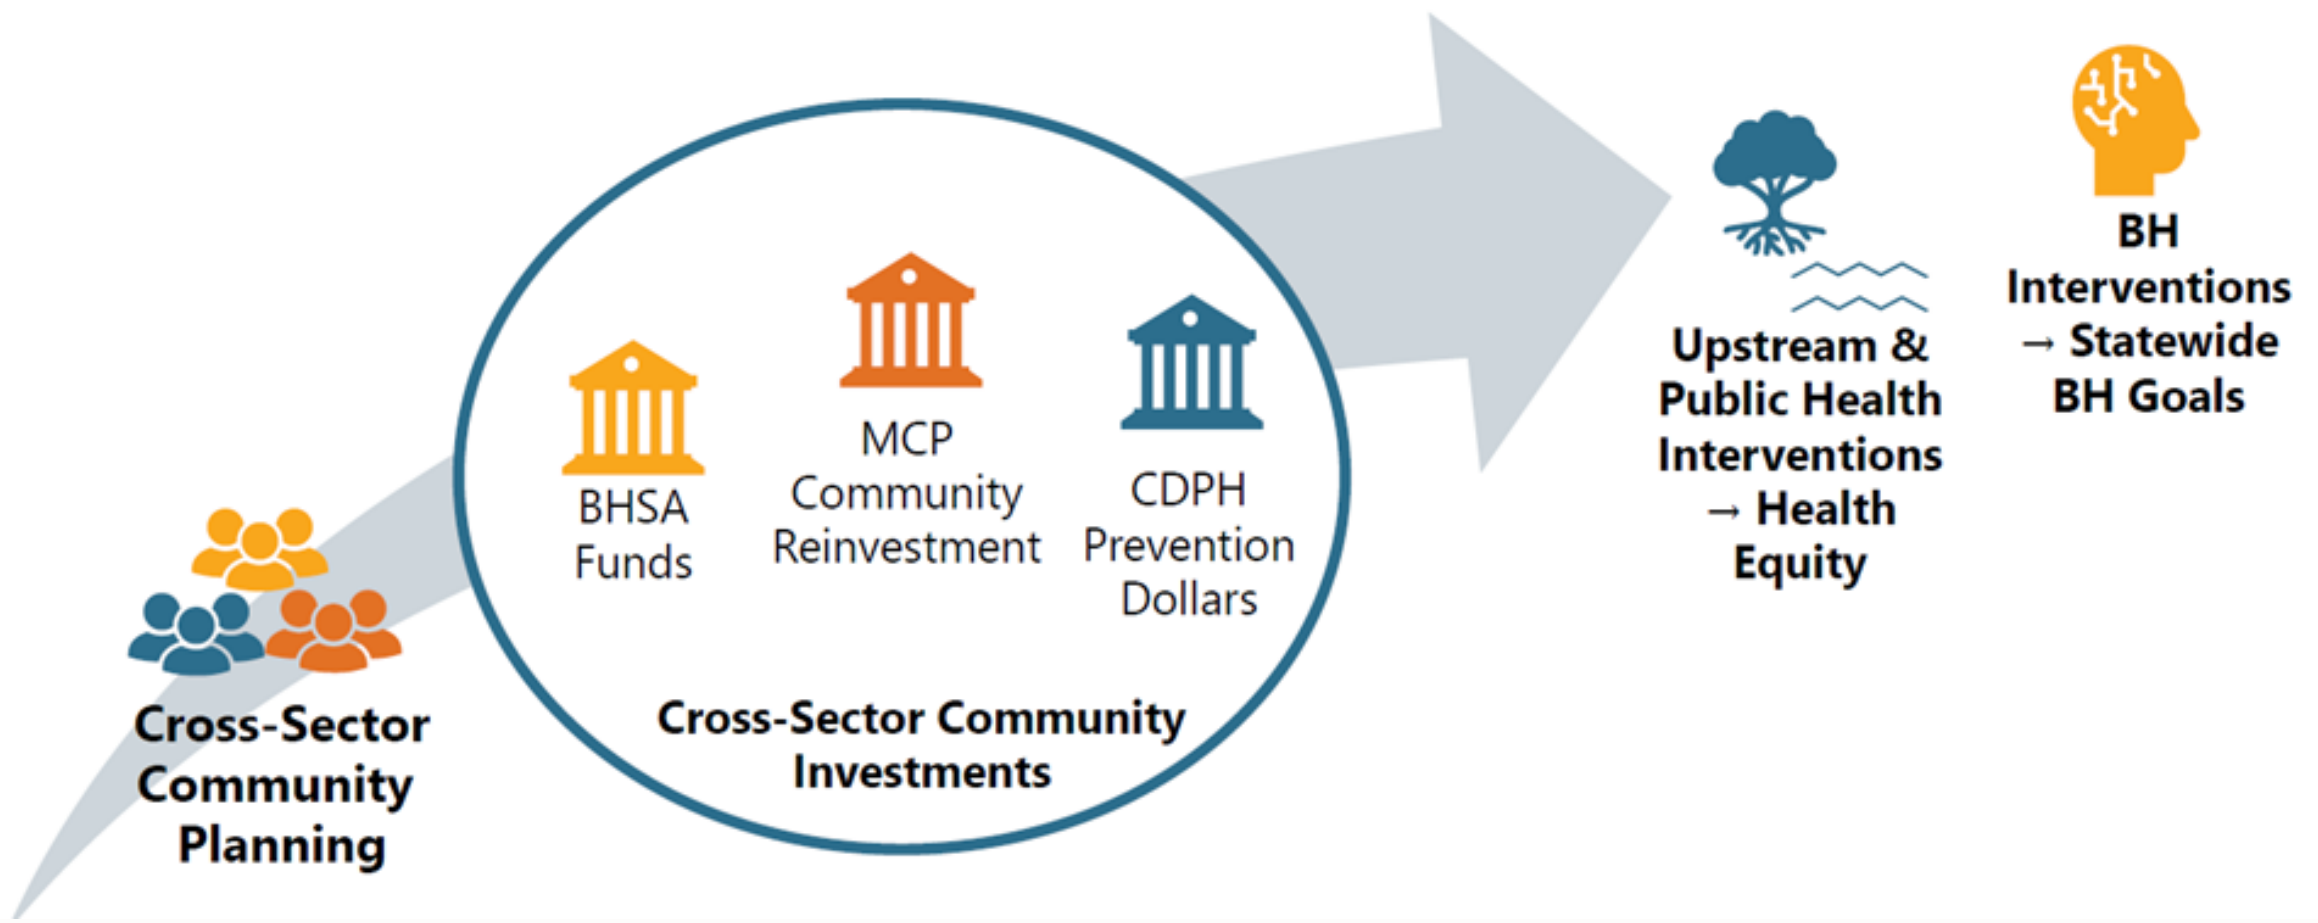 Cross-Sector
Community
Planning
BHSA
Funds
MCP
Community
Reinvestment
CDPH
Prevention
Dollars
Cross-Sector Community
Investments
Upstream &
Public Health
Interventions
→ Health
Equity
BH
Interventions
→ Statewide
BH Goals